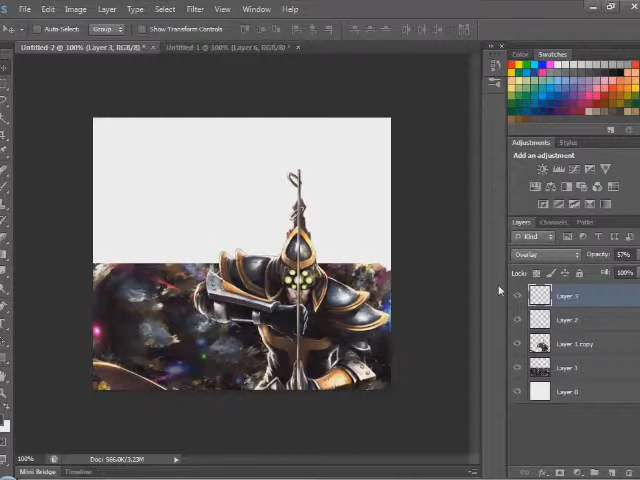 File Edit Image Layer Type Select Filter View Window Help
Auto-Select: Group Show Transform Controls
Untitled-2 @ 100% (Layer 3, RGB/8) * × Untitled-1 @ 100% (Layer 6, RGB/8) * ×
Color Swatches
Adjustments Styles
Add an adjustment
Layers Channels Paths
Kind
Overlay Opacity: 57%
Lock: Fill: 100%
Layer 3
Layer 2
Layer 1 copy
Layer 1
Layer 0
100% Doc: 566.0K/3.23M
Mini Bridge Timeline